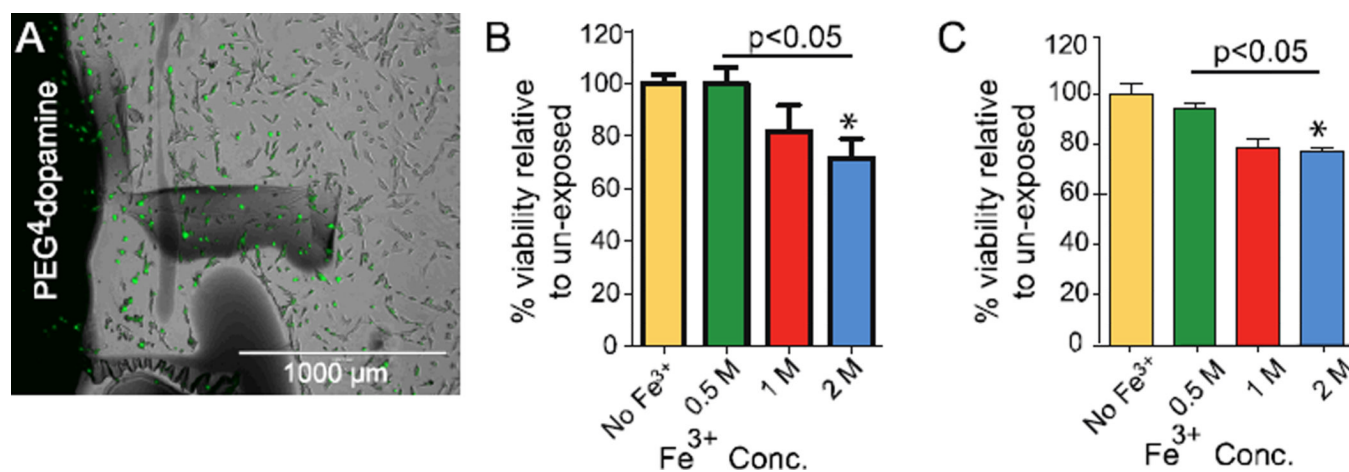 A
PEG4-dopamine
1000 µm
B
% viability relative
to un-exposed
120
100
80
60
40
20
0
p<0.05
*
No Fe³⁺
0.5 M
1 M
2 M
Fe³⁺ Conc.
C
% viability relative
to un-exposed
120
100
80
60
40
20
0
p<0.05
*
No Fe³⁺
0.5 M
1 M
2 M
Fe³⁺ Conc.